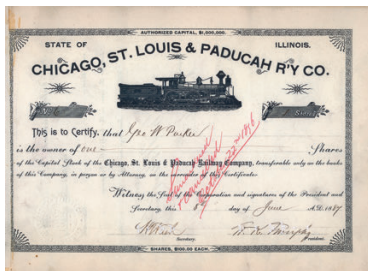 AUTHORIZED CAPITAL, $1,000,000.
STATE OF ILLINOIS.
CHICAGO, ST. LOUIS & PADUCAH R'Y CO.
This is to Certify, that Geo W Parker
is the owner of one Shares
of the Capital Stock of the Chicago, St. Louis & Paducah Railway Company, transferable only on the books
of this Company, in person or by Attorney, on the surrender of this Certificate.
Witness the Seal of the Corporation and signatures of the President and
Secretary, this 8 day of June A.D. 1887
Secretary. President.
SHARES, $100.00 EACH.